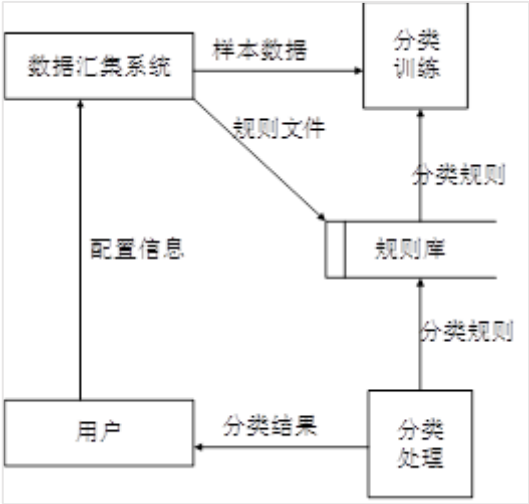 数据汇集系统
样本数据
分类
训练
规则文件
分类规则
配置信息
规则库
分类规则
用户
分类结果
分类
处理